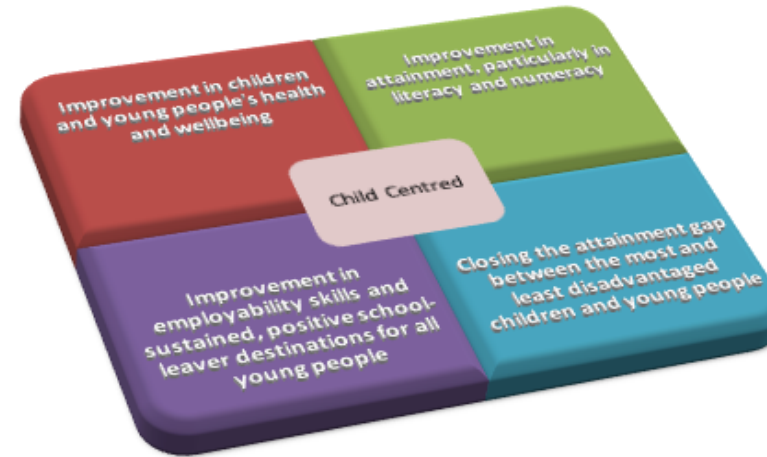 Improvement in children
and young people's health
and wellbeing
Improvement in
attainment, particularly in
literacy and numeracy
Child Centred
Improvement in
employability skills and
sustained, positive school-
leaver destinations for all
young people
Closing the attainment gap
between the most and
least disadvantaged
children and young people